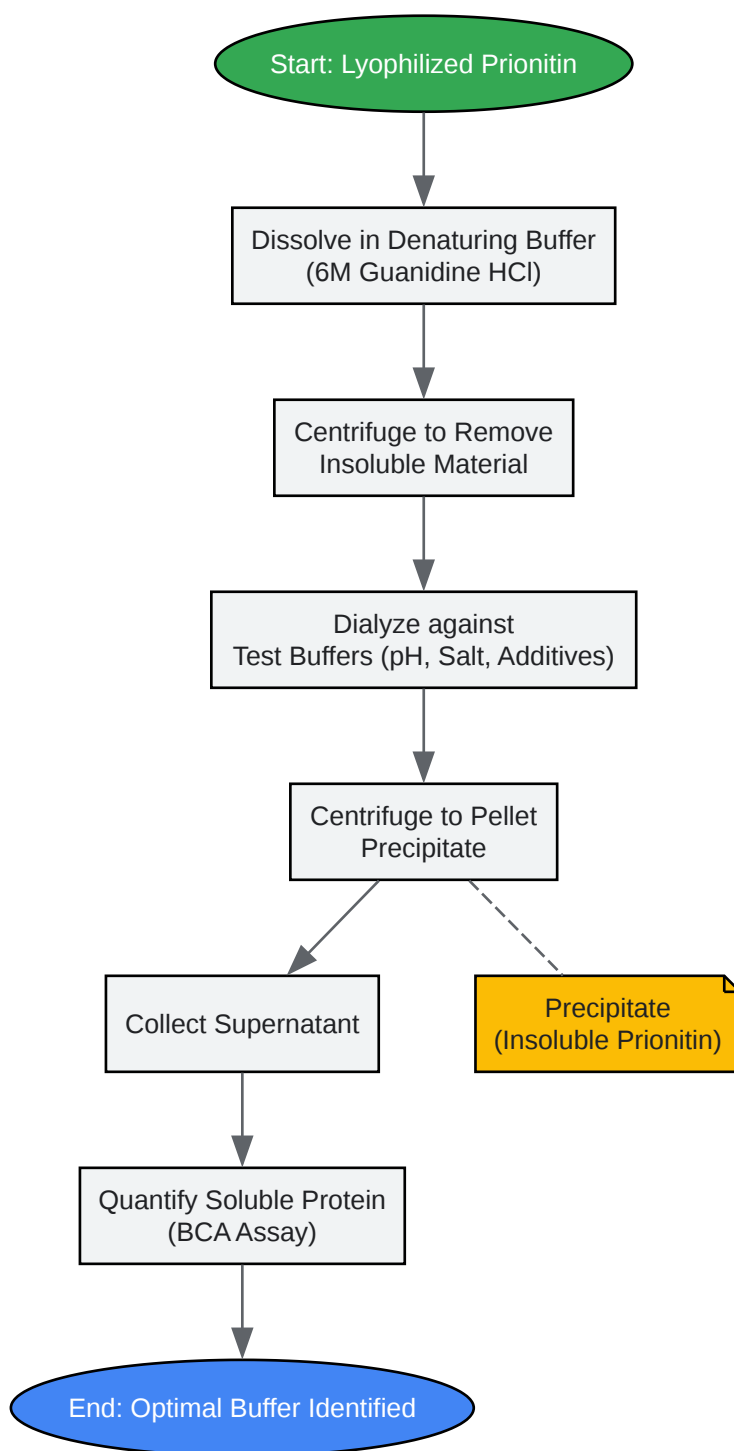 Start: Lyophilized Prionitin
Dissolve in Denaturing Buffer
(6M Guanidine HCl)
Centrifuge to Remove
Insoluble Material
Dialyze against
Test Buffers (pH, Salt, Additives)
Centrifuge to Pellet
Precipitate
Collect Supernatant
Precipitate
(Insoluble Prionitin)
Quantify Soluble Protein
(BCA Assay)
End: Optimal Buffer Identified